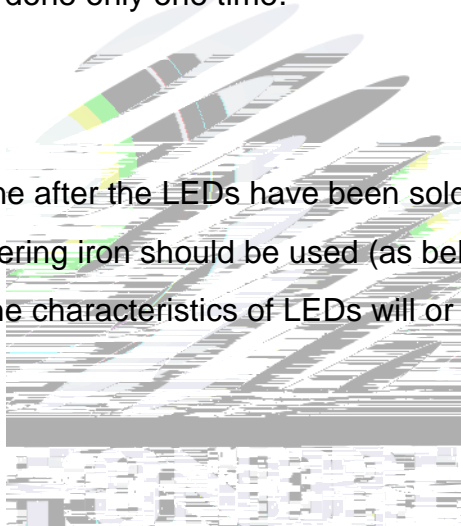 done only one time.
ne after the LEDs have been sold
ering iron should be used (as bel
ne characteristics of LEDs will or